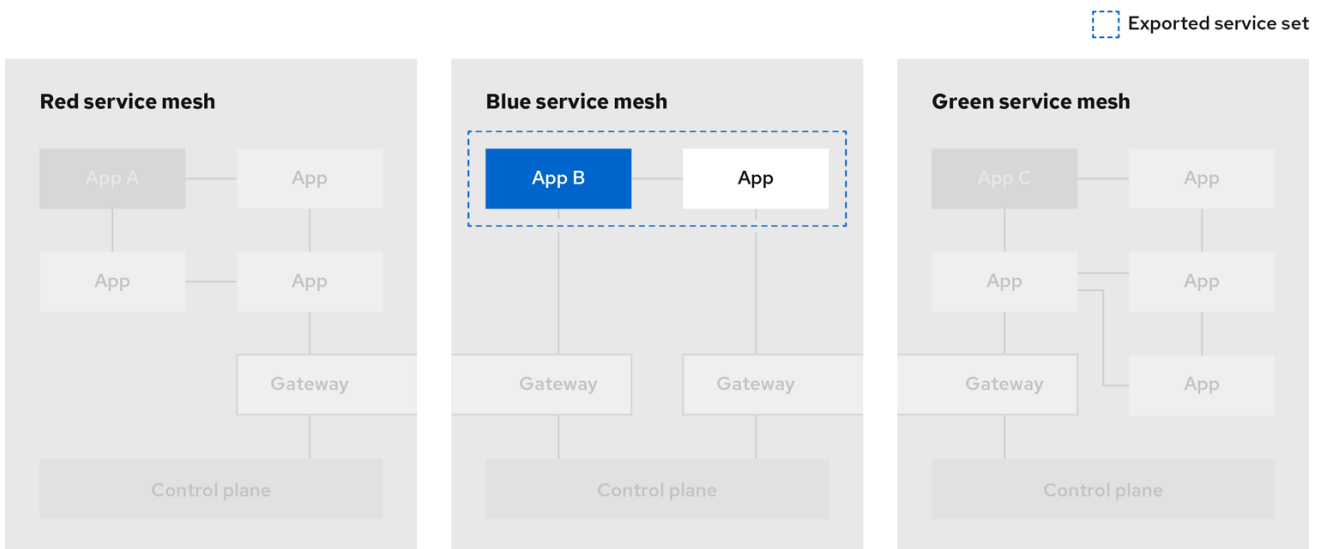 Exported service set
Red service mesh
App A
App
App
App
Gateway
Control plane
Blue service mesh
App B
App
Gateway
Gateway
Control plane
Green service mesh
App C
App
App
App
Gateway
App
Control plane